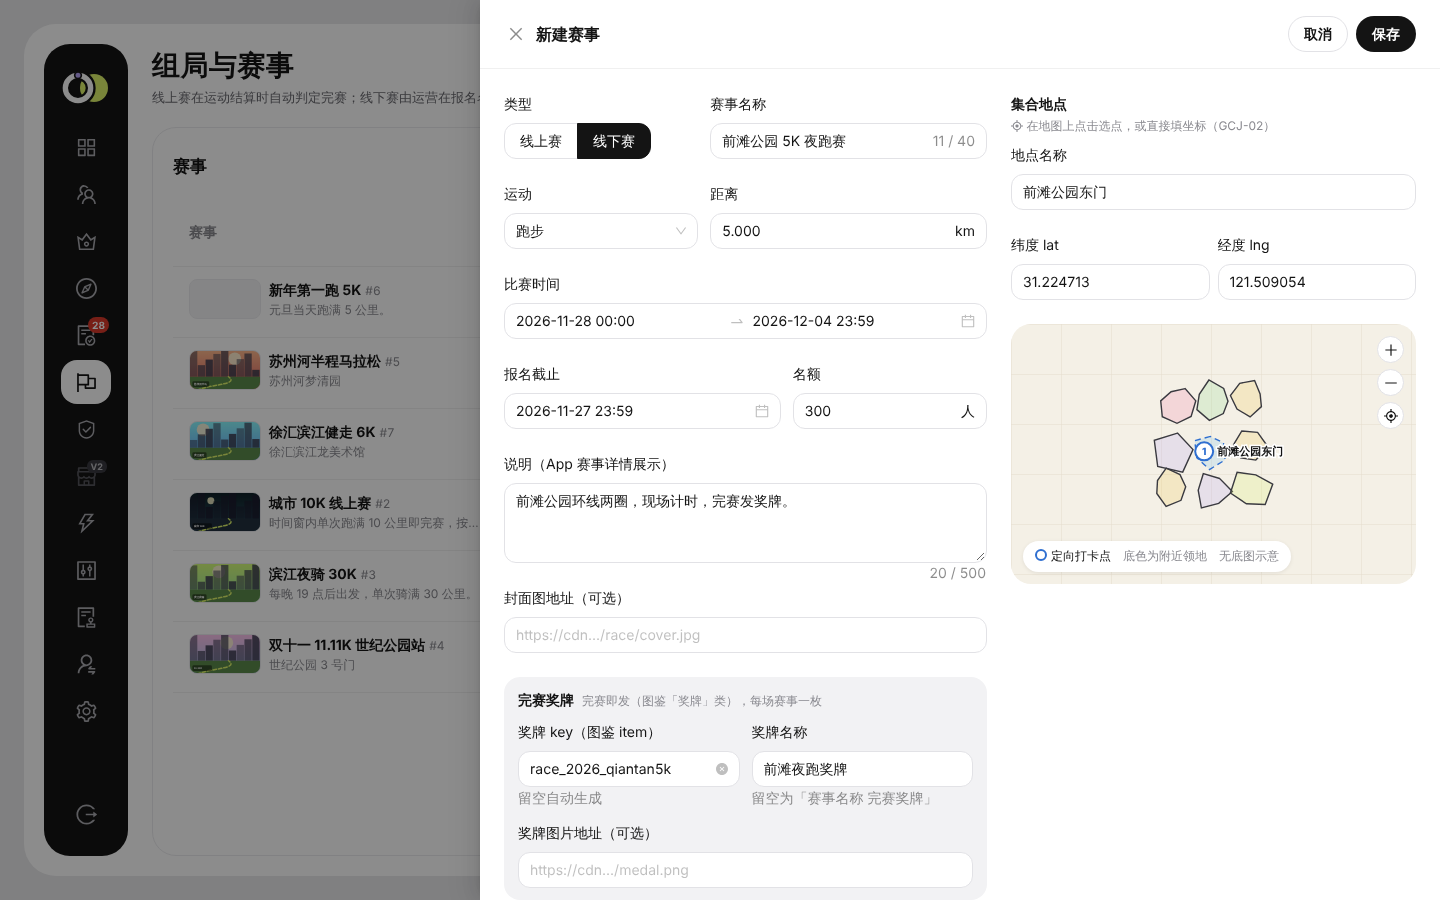 组局与赛事
线上赛在运动结算时自动判定完赛；线下赛由运营在报名
28
V2
赛事
赛事
新年第一跑 5K #6
元旦当天跑满 5 公里。
苏州河半程马拉松 #5
苏州河梦清园
徐汇滨江健走 6K #7
徐汇滨江龙美术馆
城市 10K 线上赛 #2
时间窗内单次跑满 10 公里即完赛，按...
滨江夜骑 30K #3
每晚 19 点后出发，单次骑满 30 公里。
双十一 11.11K 世纪公园站 #4
世纪公园 3 号门
新建赛事
取消
保存
类型
线上赛
线下赛
赛事名称
前滩公园 5K 夜跑赛
11 / 40
运动
跑步
距离
5.000
km
比赛时间
2026-11-28 00:00
2026-12-04 23:59
报名截止
2026-11-27 23:59
名额
300
人
说明（App 赛事详情展示）
前滩公园环线两圈，现场计时，完赛发奖牌。
20 / 500
封面图地址（可选）
https://cdn.../race/cover.jpg
完赛奖牌 完赛即发（图鉴「奖牌」类），每场赛事一枚
奖牌 key（图鉴 item）
race_2026_qiantan5k
留空自动生成
奖牌名称
前滩夜跑奖牌
留空为「赛事名称 完赛奖牌」
奖牌图片地址（可选）
https://cdn.../medal.png
集合地点
在地图上点击选点，或直接填坐标（GCJ-02）
地点名称
前滩公园东门
纬度 lat
31.224713
经度 lng
121.509054
1 前滩公园东门
定向打卡点 底色为附近领地 无底图示意